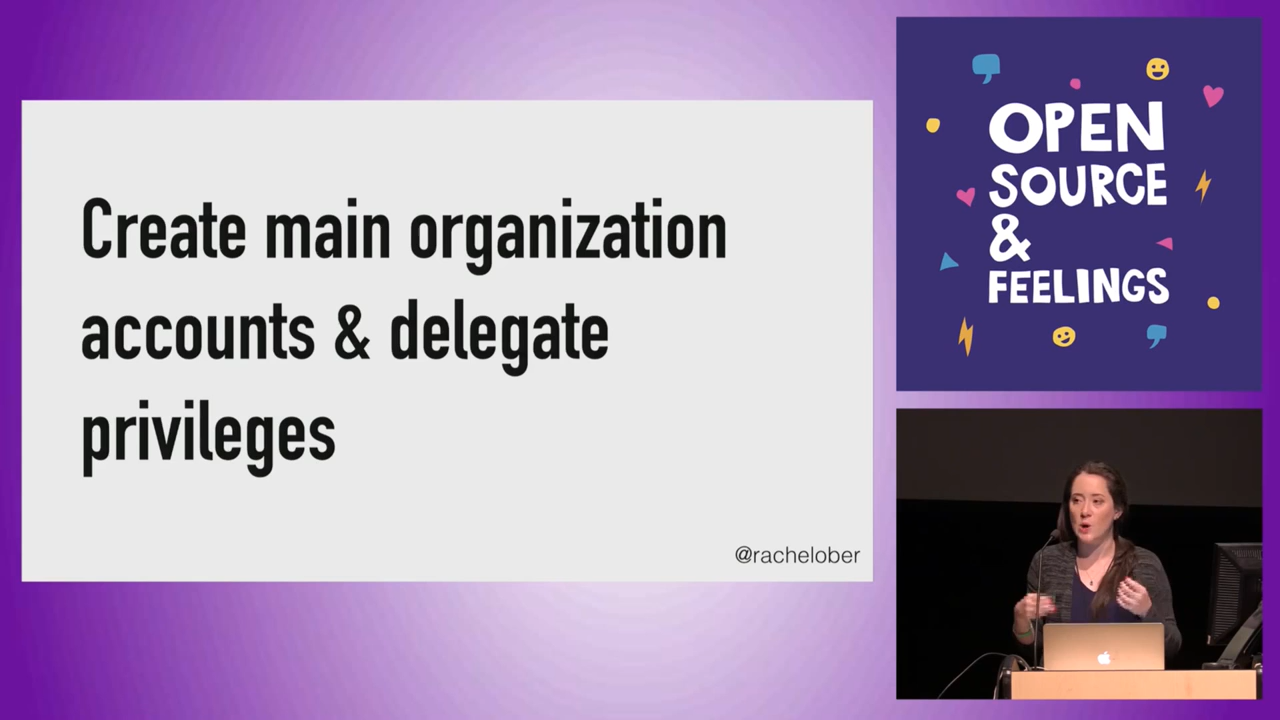 Create main organization
accounts & delegate
privileges
@rachelober
OPEN
SOURCE
&
FEELINGS